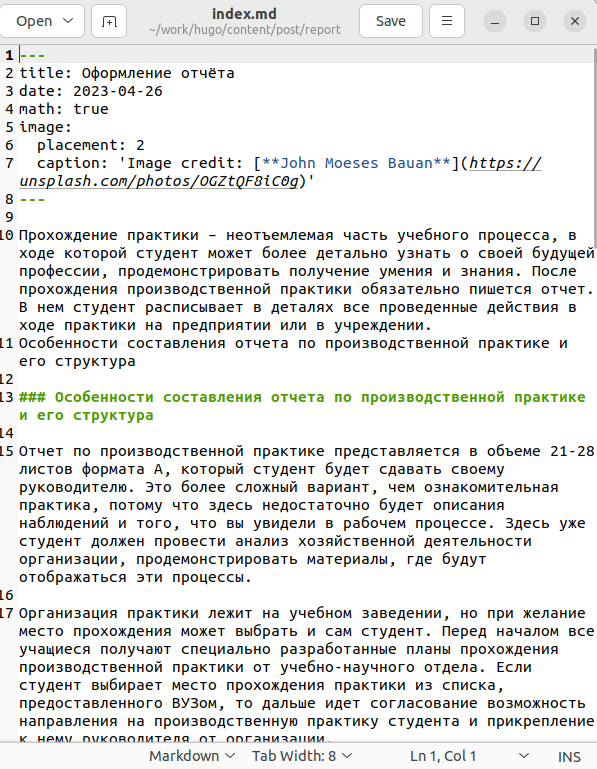 Open
index.md
~/work/hugo/content/post/report
Save
1 ---
2 title: Оформление отчёта
3 date: 2023-04-26
4 math: true
5 image:
6 placement: 2
7 caption: 'Image credit: [**John Moeses Bauan**](https://
unsplash.com/photos/OGZtQF8iC0g)'
8 ---
9
10 Прохождение практики – неотъемлемая часть учебного процесса, в
ходе которой студент может более детально узнать о своей будущей
профессии, продемонстрировать получение умения и знания. После
прохождения производственной практики обязательно пишется отчет.
В нем студент расписывает в деталях все проведенные действия в
ходе практики на предприятии или в учреждении.
11 Особенности составления отчета по производственной практике и
его структура
12
13 ### Особенности составления отчета по производственной практике
и его структура
14
15 Отчет по производственной практике представляется в объеме 21-28
листов формата А, который студент будет сдавать своему
руководителю. Это более сложный вариант, чем ознакомительная
практика, потому что здесь недостаточно будет описания
наблюдений и того, что вы увидели в рабочем процессе. Здесь уже
студент должен провести анализ хозяйственной деятельности
организации, продемонстрировать материалы, где будут
отображаться эти процессы.
16
17 Организация практики лежит на учебном заведении, но при желание
место прохождения может выбрать и сам студент. Перед началом все
учащиеся получают специально разработанные планы прохождения
производственной практики от учебно-научного отдела. Если
студент выбирает место прохождения практики из списка,
предоставленного ВУЗом, то дальше идет согласование возможность
направления на производственную практику студента и прикрепление
к нему руководителя от организации.
Markdown Tab Width: 8 Ln 1, Col 1 INS